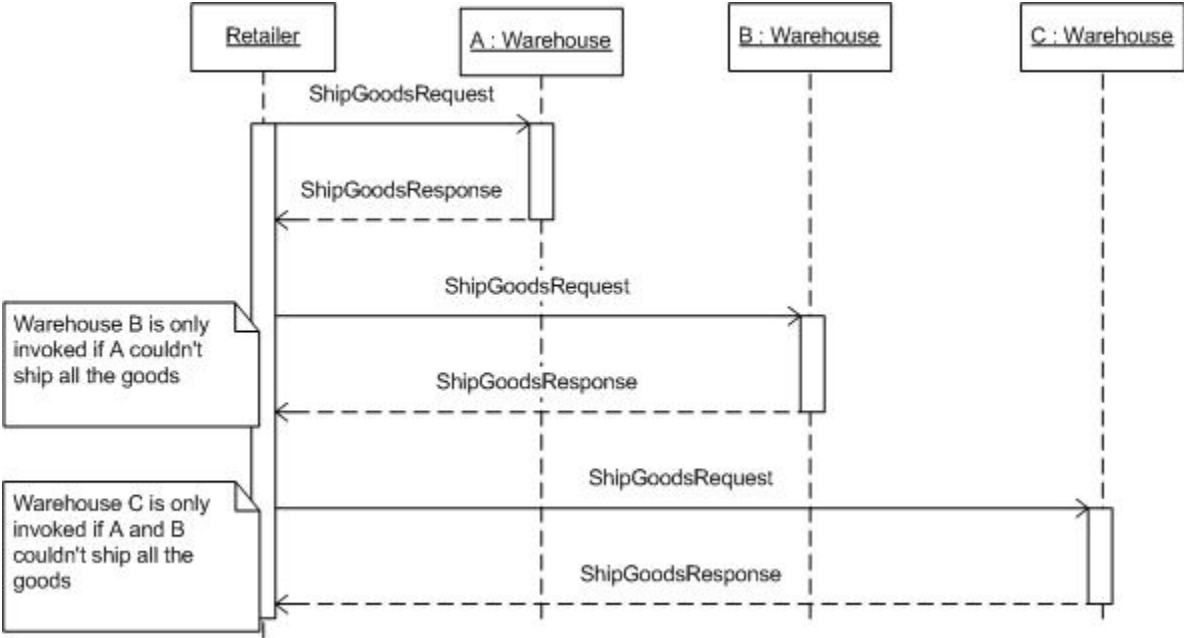 Retailer
A : Warehouse
B : Warehouse
C : Warehouse
ShipGoodsRequest
ShipGoodsResponse
ShipGoodsRequest
Warehouse B is only
invoked if A couldn't
ship all the goods
ShipGoodsResponse
ShipGoodsRequest
Warehouse C is only
invoked if A and B
couldn't ship all the
goods
ShipGoodsResponse